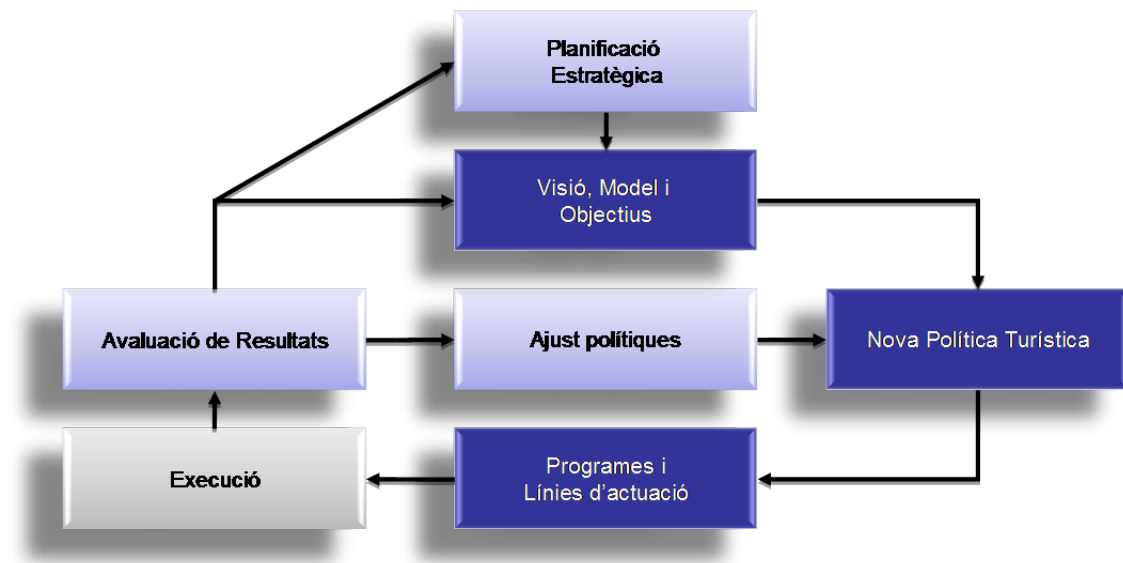 Planificació
Estratègica
Visió, Model i
Objectius
Avaluació de Resultats
Ajust polítiques
Nova Política Turística
Execució
Programes i
Línies d'actuació